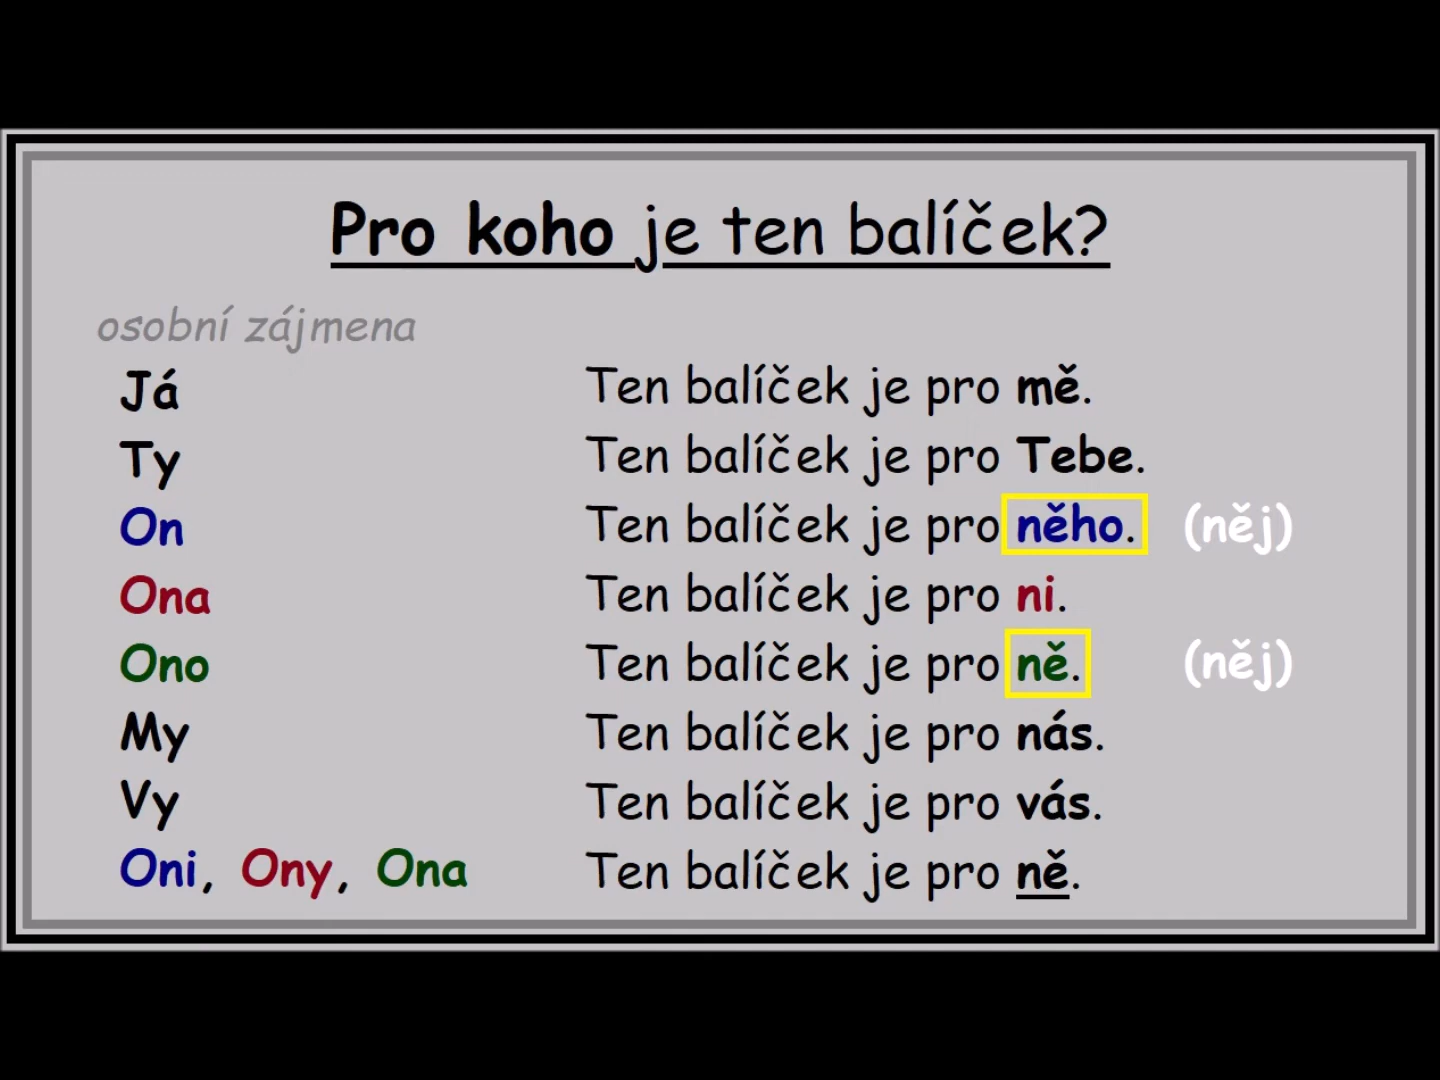 Pro koho je ten balíček?
osobní zájmena
Já Ten balíček je pro mě.
Ty Ten balíček je pro Tebe.
On Ten balíček je pro něho. (něj)
Ona Ten balíček je pro ni.
Ono Ten balíček je pro ně. (něj)
My Ten balíček je pro nás.
Vy Ten balíček je pro vás.
Oni, Ony, Ona Ten balíček je pro ně.